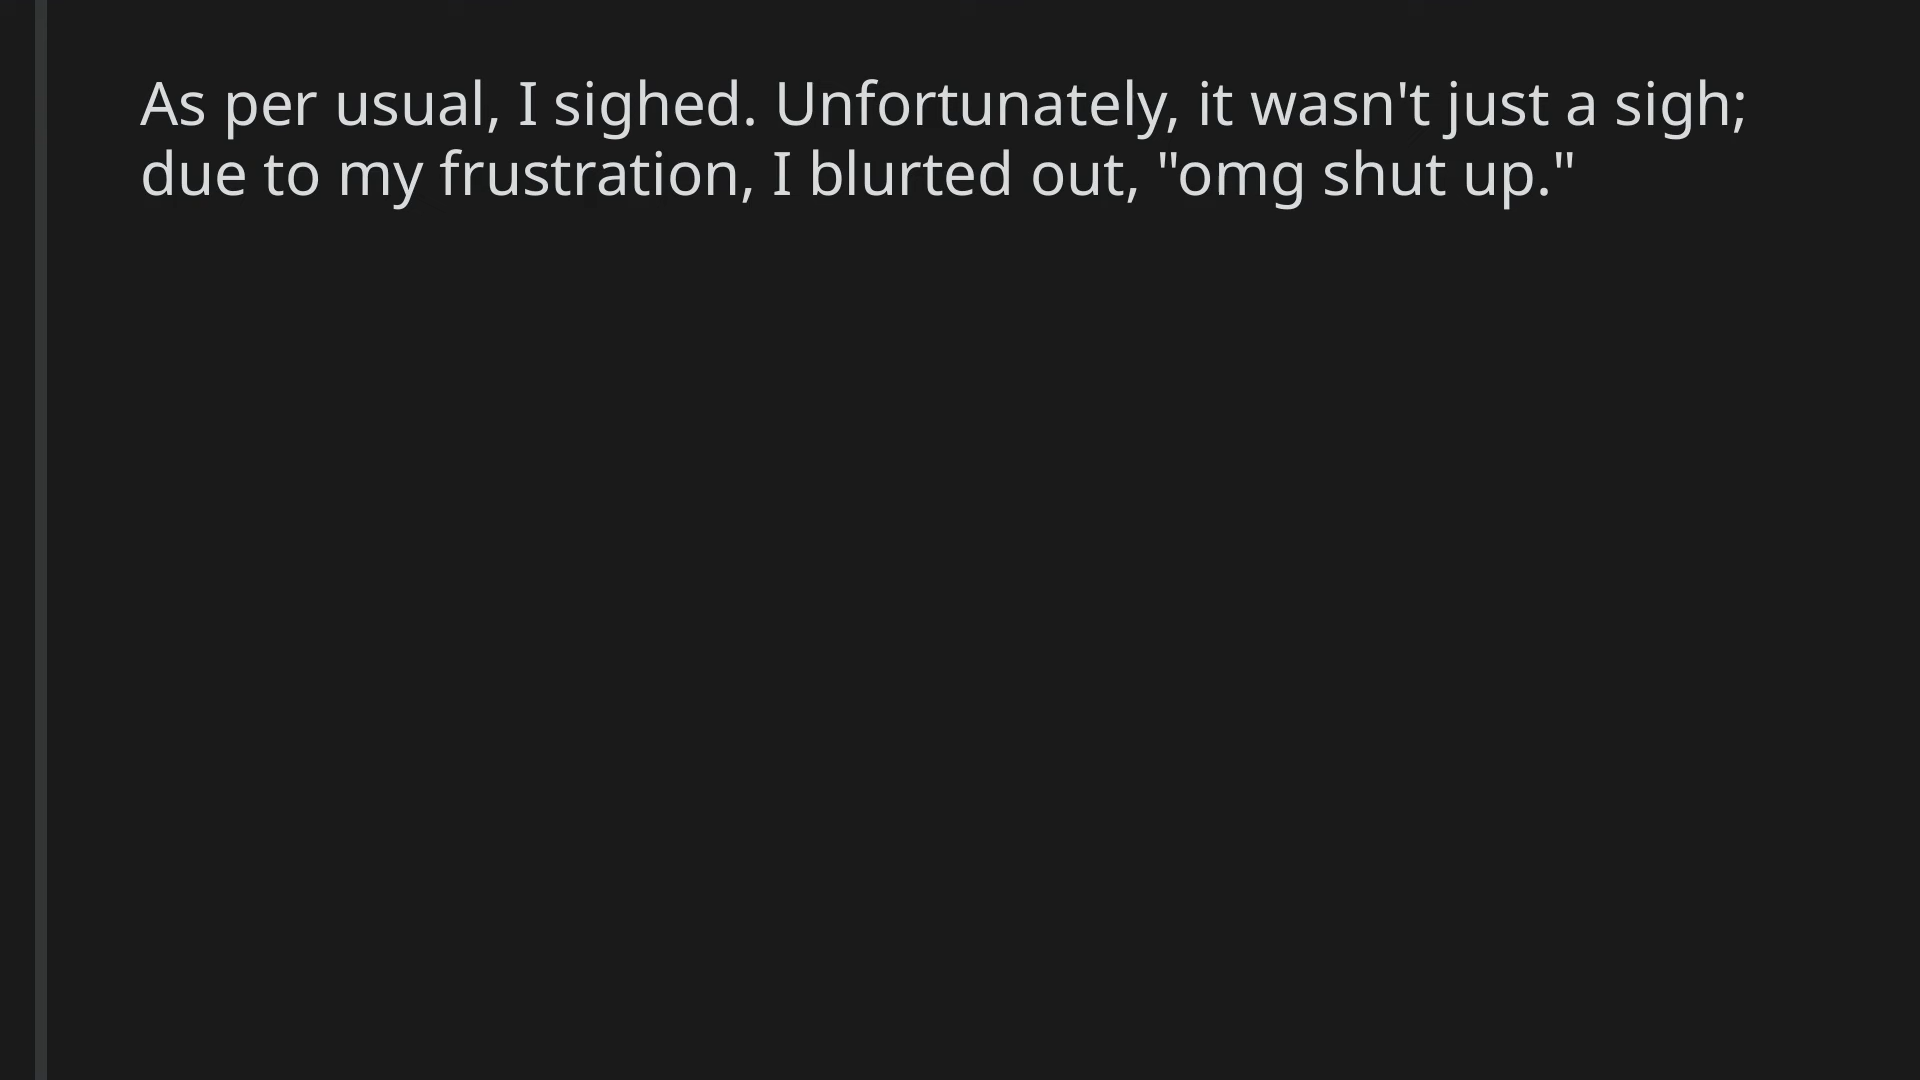 As per usual, I sighed. Unfortunately, it wasn't just a sigh;
due to my frustration, I blurted out, "omg shut up."